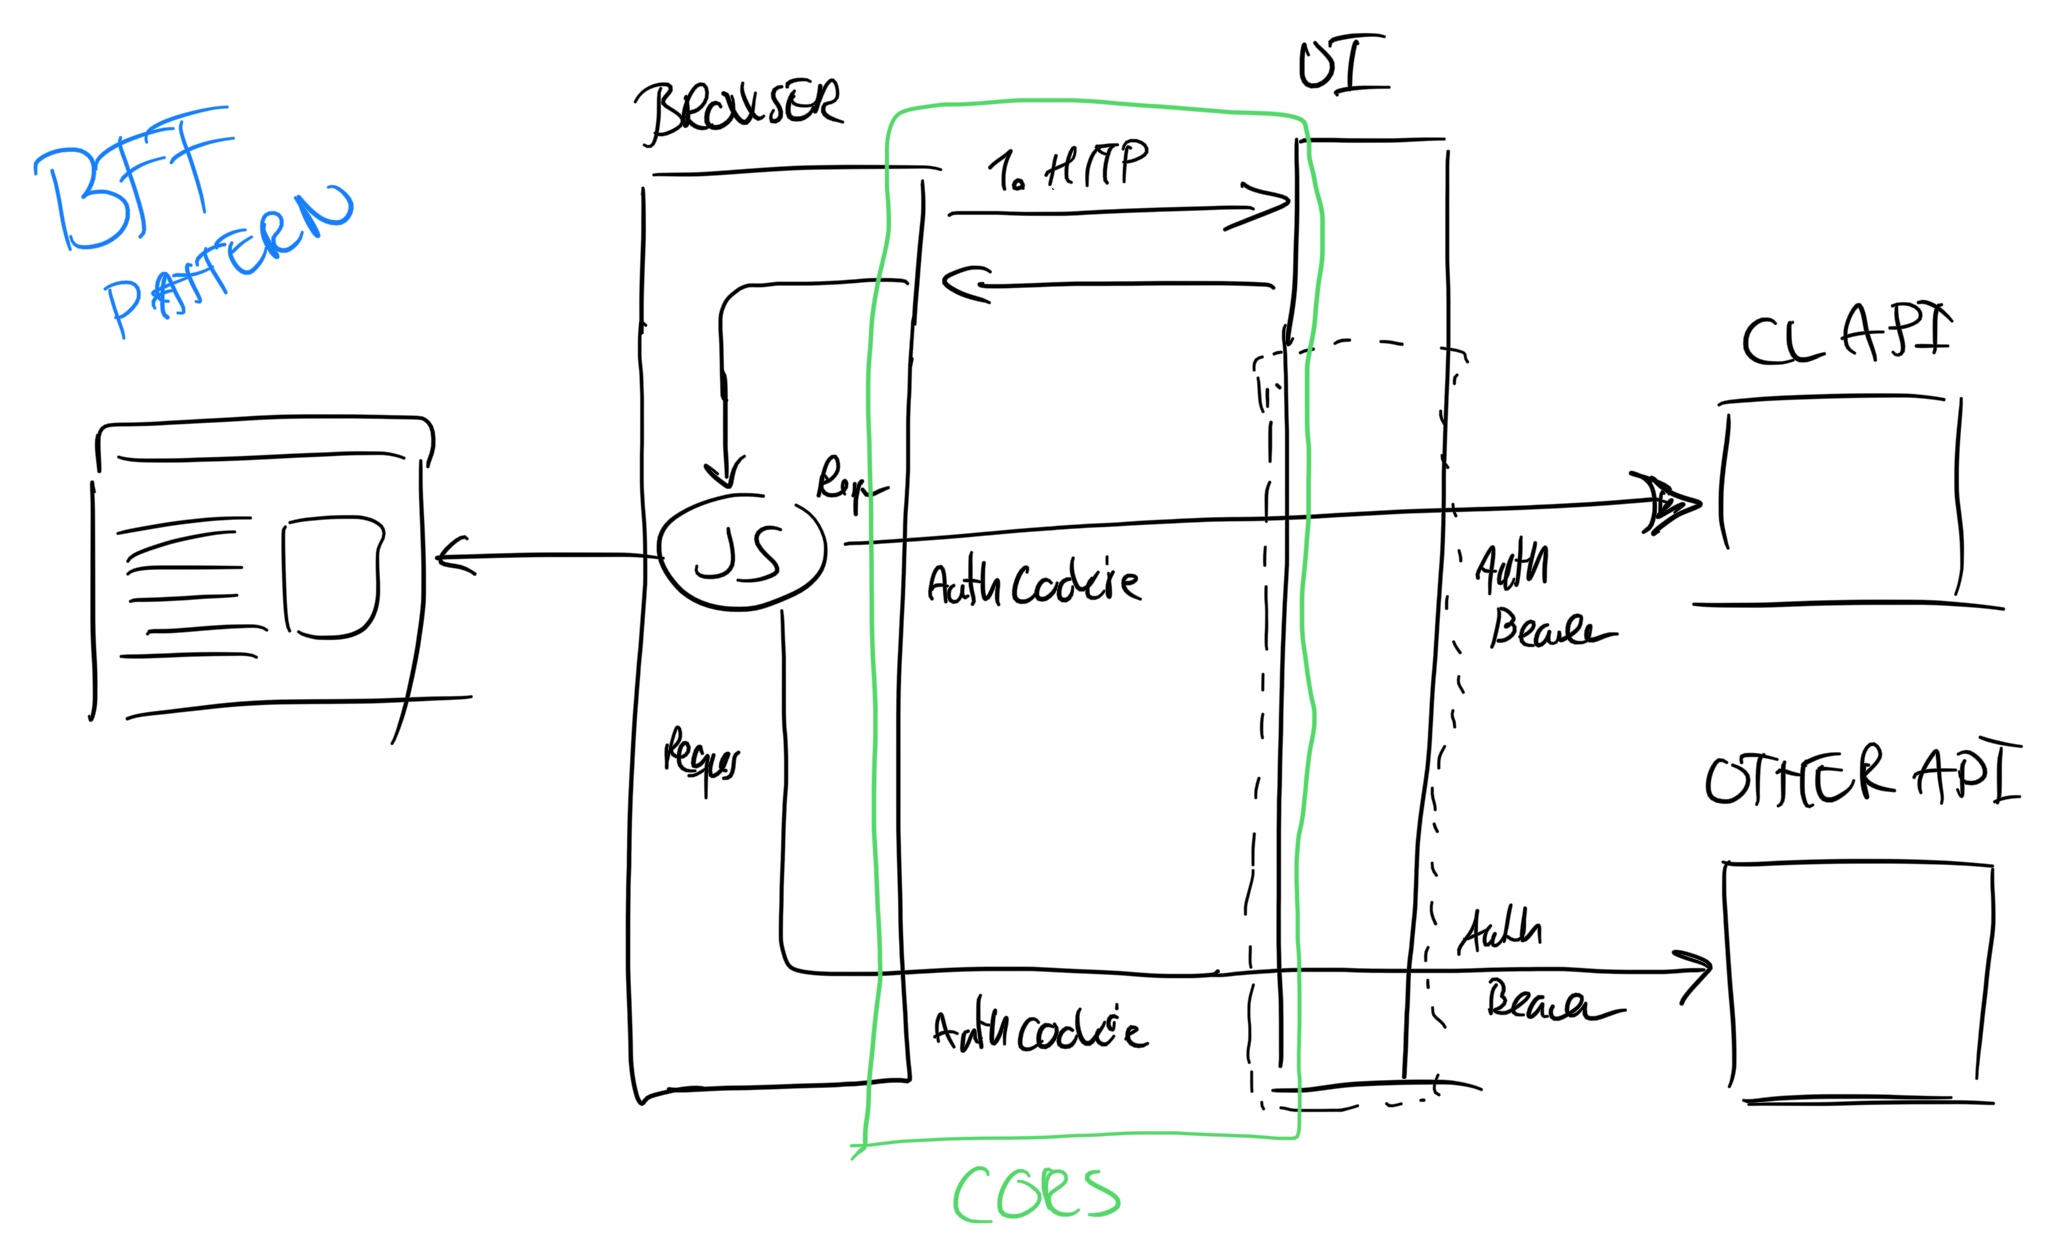 BFF
PATTERN
BROWSER
UI
1. HTTP
CL API
JS
Auth Cookie
Auth
Bearer
Reques
OTHER API
Auth
Bearer
Auth cookie
CORS